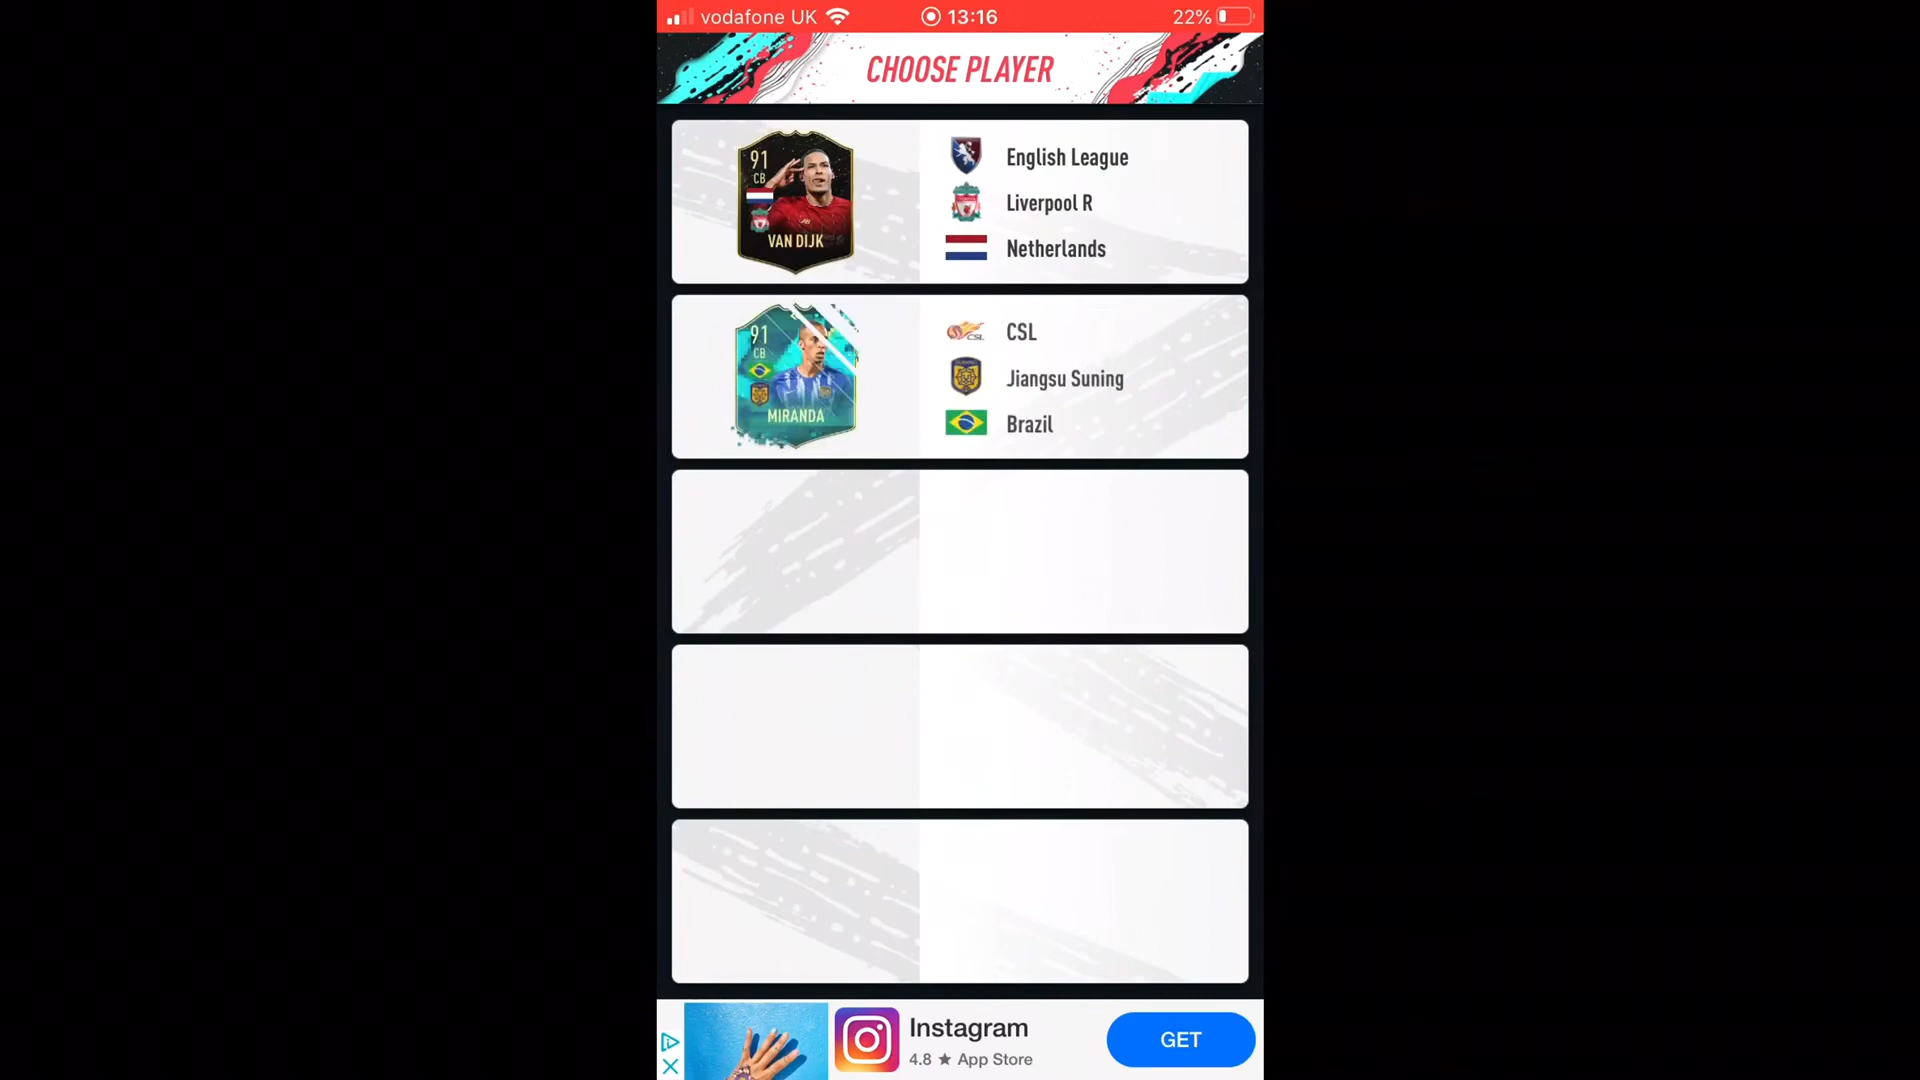 vodafone UK 13:16 22%
CHOOSE PLAYER
91
CB
VAN DIJK
English League
Liverpool R
Netherlands
91
CB
MIRANDA
CSL
CSL
Jiangsu Suning
Brazil
Instagram
4.8 ★ App Store
GET